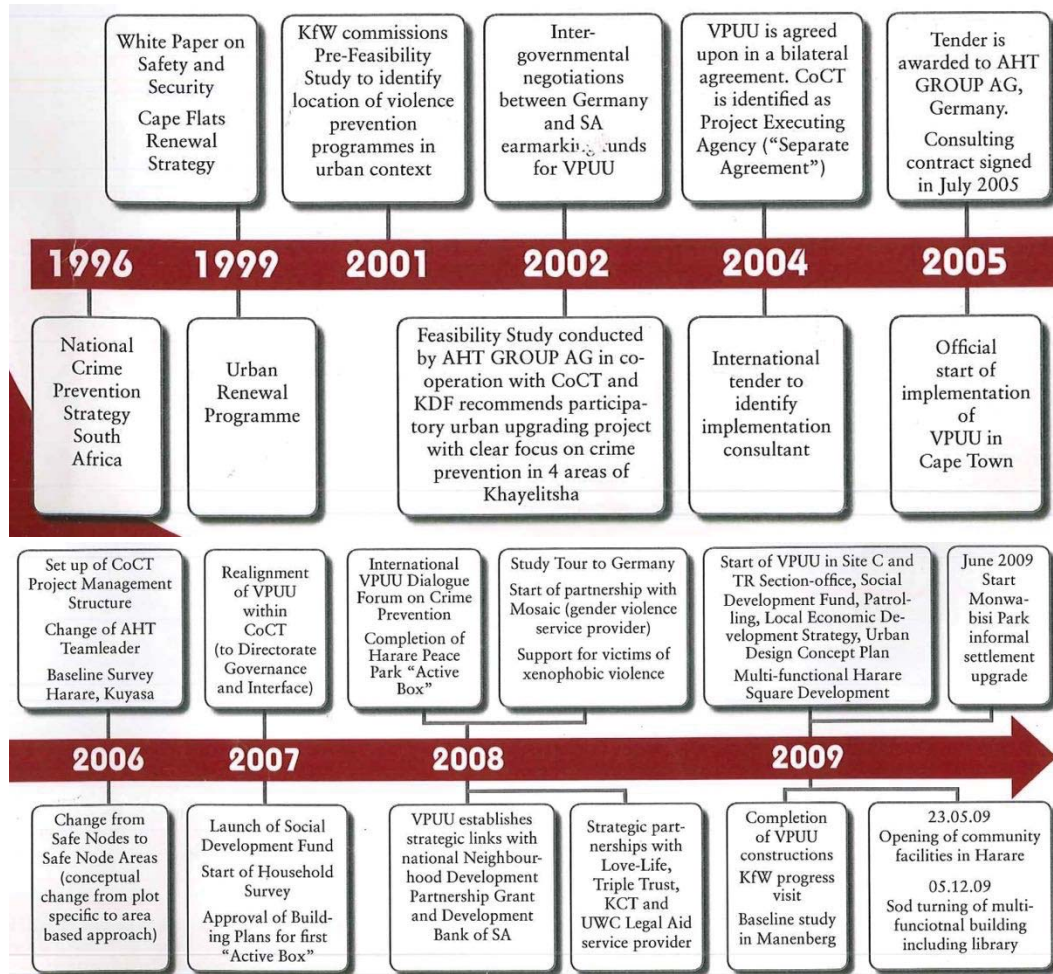 White Paper on
Safety and
Security
Cape Flats
Renewal
Strategy
KfW commissions
Pre-Feasibility
Study to identify
location of violence
prevention
programmes in
urban context
Inter-
governmental
negotiations
between Germany
and SA
earmarking funds
for VPUU
VPUU is agreed
upon in a bilateral
agreement. CoCT
is identified as
Project Executing
Agency (“Separate
Agreement”)
Tender is
awarded to AHT
GROUP AG,
Germany.
Consulting
contract signed
in July 2005
1996 1999 2001 2002 2004 2005
National
Crime
Prevention
Strategy
South
Africa
Urban
Renewal
Programme
Feasibility Study conducted
by AHT GROUP AG in co-
operation with CoCT and
KDF recommends participa-
tory urban upgrading project
with clear focus on crime
prevention in 4 areas of
Khayelitsha
International
tender to
identify
implementation
consultant
Official
start of
implementation
of
VPUU in
Cape Town
Set up of CoCT
Project Management
Structure
Change of AHT
Teamleader
Baseline Survey
Harare, Kuyasa
Realignment
of VPUU within
CoCT
(to Directorate
Governance
and Interface)
International
VPUU Dialogue
Forum on Crime
Prevention
Completion of
Harare Peace
Park “Active
Box”
Study Tour to Germany
Start of partnership with
Mosaic (gender violence
service provider)
Support for victims of
xenophobic violence
Start of VPUU in Site C and
TR Section-office, Social
Development Fund, Patrol-
ling, Local Economic De-
velopment Strategy, Urban
Design Concept Plan
Multi-functional Harare
Square Development
June 2009
Start
Monwa-
bisi Park
informal
settlement
upgrade
2006 2007 2008 2009
Change from
Safe Nodes to
Safe Node Areas
(conceptual
change from plot
specific to area
based approach)
Launch of Social
Development Fund
Start of Household
Survey
Approval of Build-
ing Plans for first
“Active Box”
VPUU establishes
strategic links with
national Neighbour-
hood Development
Partnership Grant
and Development
Bank of SA
Strategic part-
nerships with
Love-Life,
Triple Trust,
KCT and
UWC Legal Aid
service provider
Completion
of VPUU
constructions
KfW progress
visit
Baseline study
in Manenberg
23.05.09
Opening of community
facilities in Harare
05.12.09
Sod turning of multi-
funcitnal building
including library